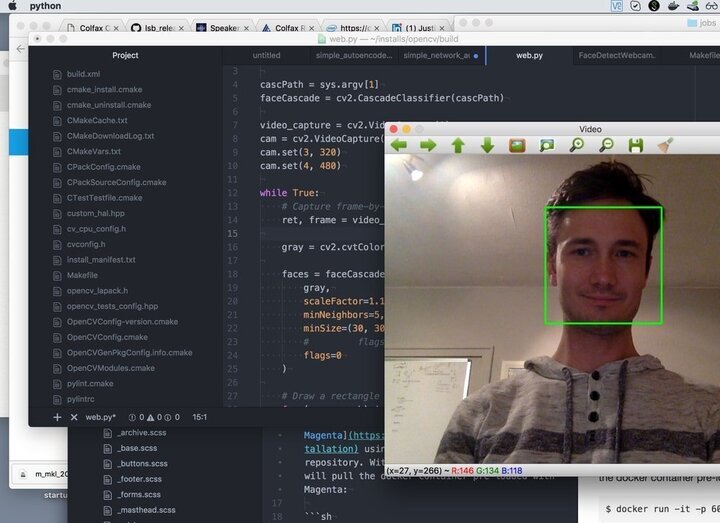 python
Colfax C
lsb_relea
Speaker
Colfax R
https://c
(1) Just
jobs
web.py — ~/installs/opencv/build
Project
untitled
simple_autoencode...
simple_network_au
web.py
FaceDetectWebcam.
Makefile
build.xml
cmake_install.cmake
cmake_uninstall.cmake
CMakeCache.txt
CMakeDownloadLog.txt
CMakeVars.txt
CPackConfig.cmake
CPackSourceConfig.cmake
CTestTestfile.cmake
custom_hal.hpp
cv_cpu_config.h
cvconfig.h
install_manifest.txt
Makefile
opencv_lapack.h
opencv_tests_config.hpp
OpenCVConfig-version.cmake
OpenCVConfig.cmake
OpenCVGenPkgConfig.info.cmake
OpenCVModules.cmake
pylint.cmake
pylintrc
3
4 cascPath = sys.argv[1]
5 faceCascade = cv2.CascadeClassifier(cascPath)
6
7 video_capture = cv2.Vid
8 cam = cv2.VideoCapture(
9 cam.set(3, 320)
10 cam.set(4, 480)
11
12 while True:
13 # Capture frame-by-
14 ret, frame = video_
15
16 gray = cv2.cvtColor
17
18 faces = faceCascade
19 gray,
20 scaleFactor=1.1
21 minNeighbors=5,
22 minSize=(30, 30
23 # flags
24 flags=0
25 )
26
27 # Draw a rectangle
web.py*
0
0
0
15:1
Video
(x=27, y=266) ~ R:146 G:134 B:118
_archive.scss
_base.scss
_buttons.scss
_footer.scss
_forms.scss
_masthead.scss
Magenta](https:
tallation) usin
repository. Wit
will pull the docker container pre-loaded with
Magenta:
17
18 ```sh
m_mkl_20
startu
the docker container pre-lo
$ docker run -it -p 60